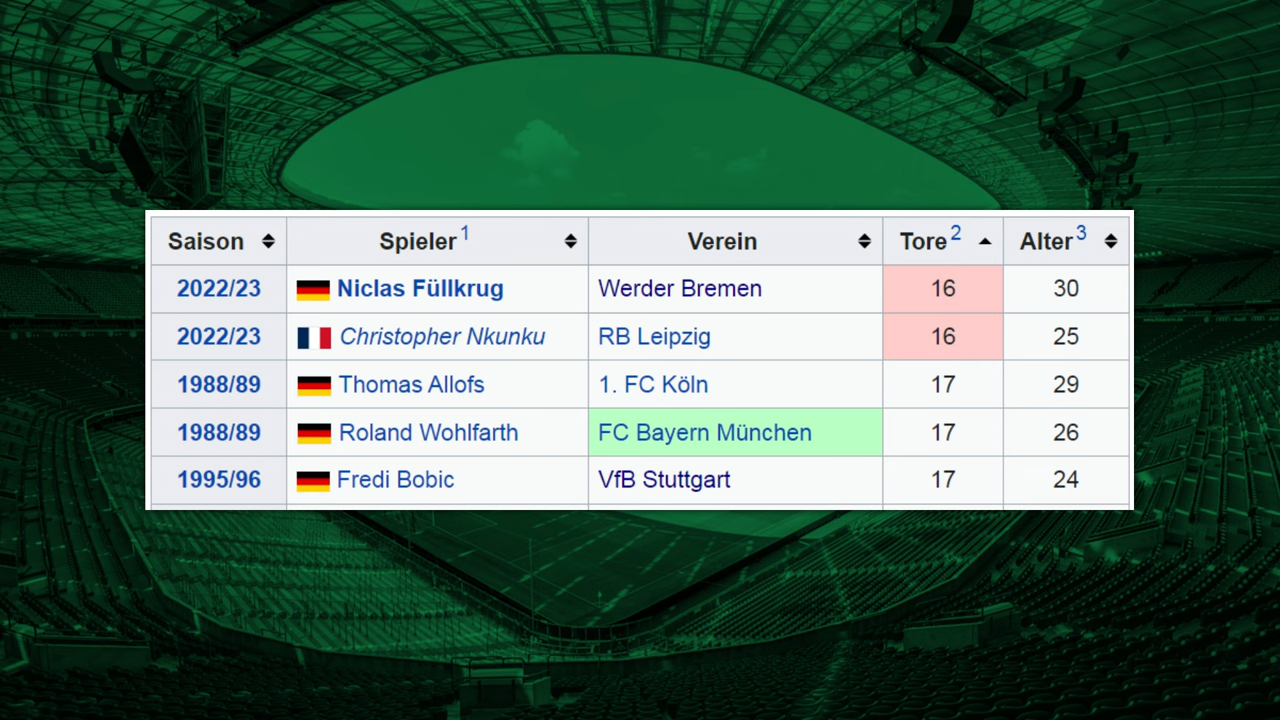 Saison Spieler1 Verein Tore2 Alter3
2022/23 Niclas Füllkrug Werder Bremen 16 30
2022/23 Christopher Nkunku RB Leipzig 16 25
1988/89 Thomas Allofs 1. FC Köln 17 29
1988/89 Roland Wohlfarth FC Bayern München 17 26
1995/96 Fredi Bobic VfB Stuttgart 17 24